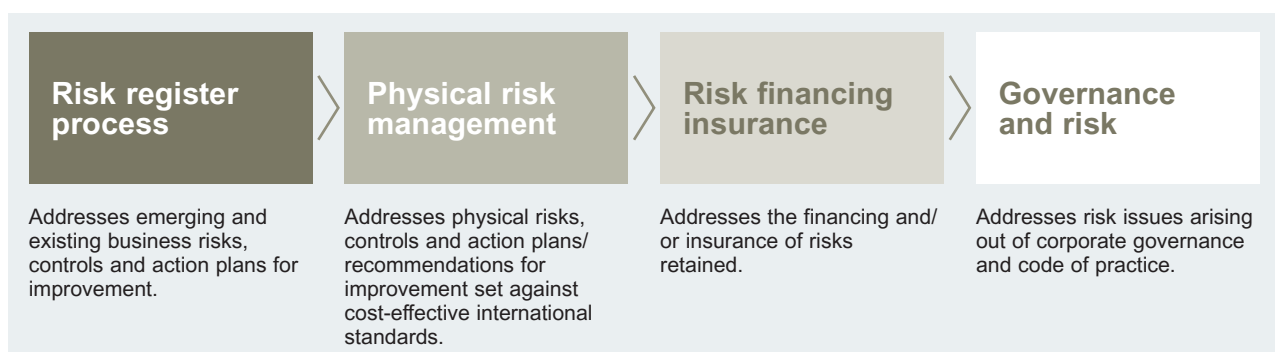 Risk register
process
Addresses emerging and
existing business risks,
controls and action plans for
improvement.
Physical risk
management
Addresses physical risks,
controls and action plans/
recommendations for
improvement set against
cost-effective international
standards.
Risk financing
insurance
Addresses the financing and/
or insurance of risks
retained.
Governance
and risk
Addresses risk issues arising
out of corporate governance
and code of practice.